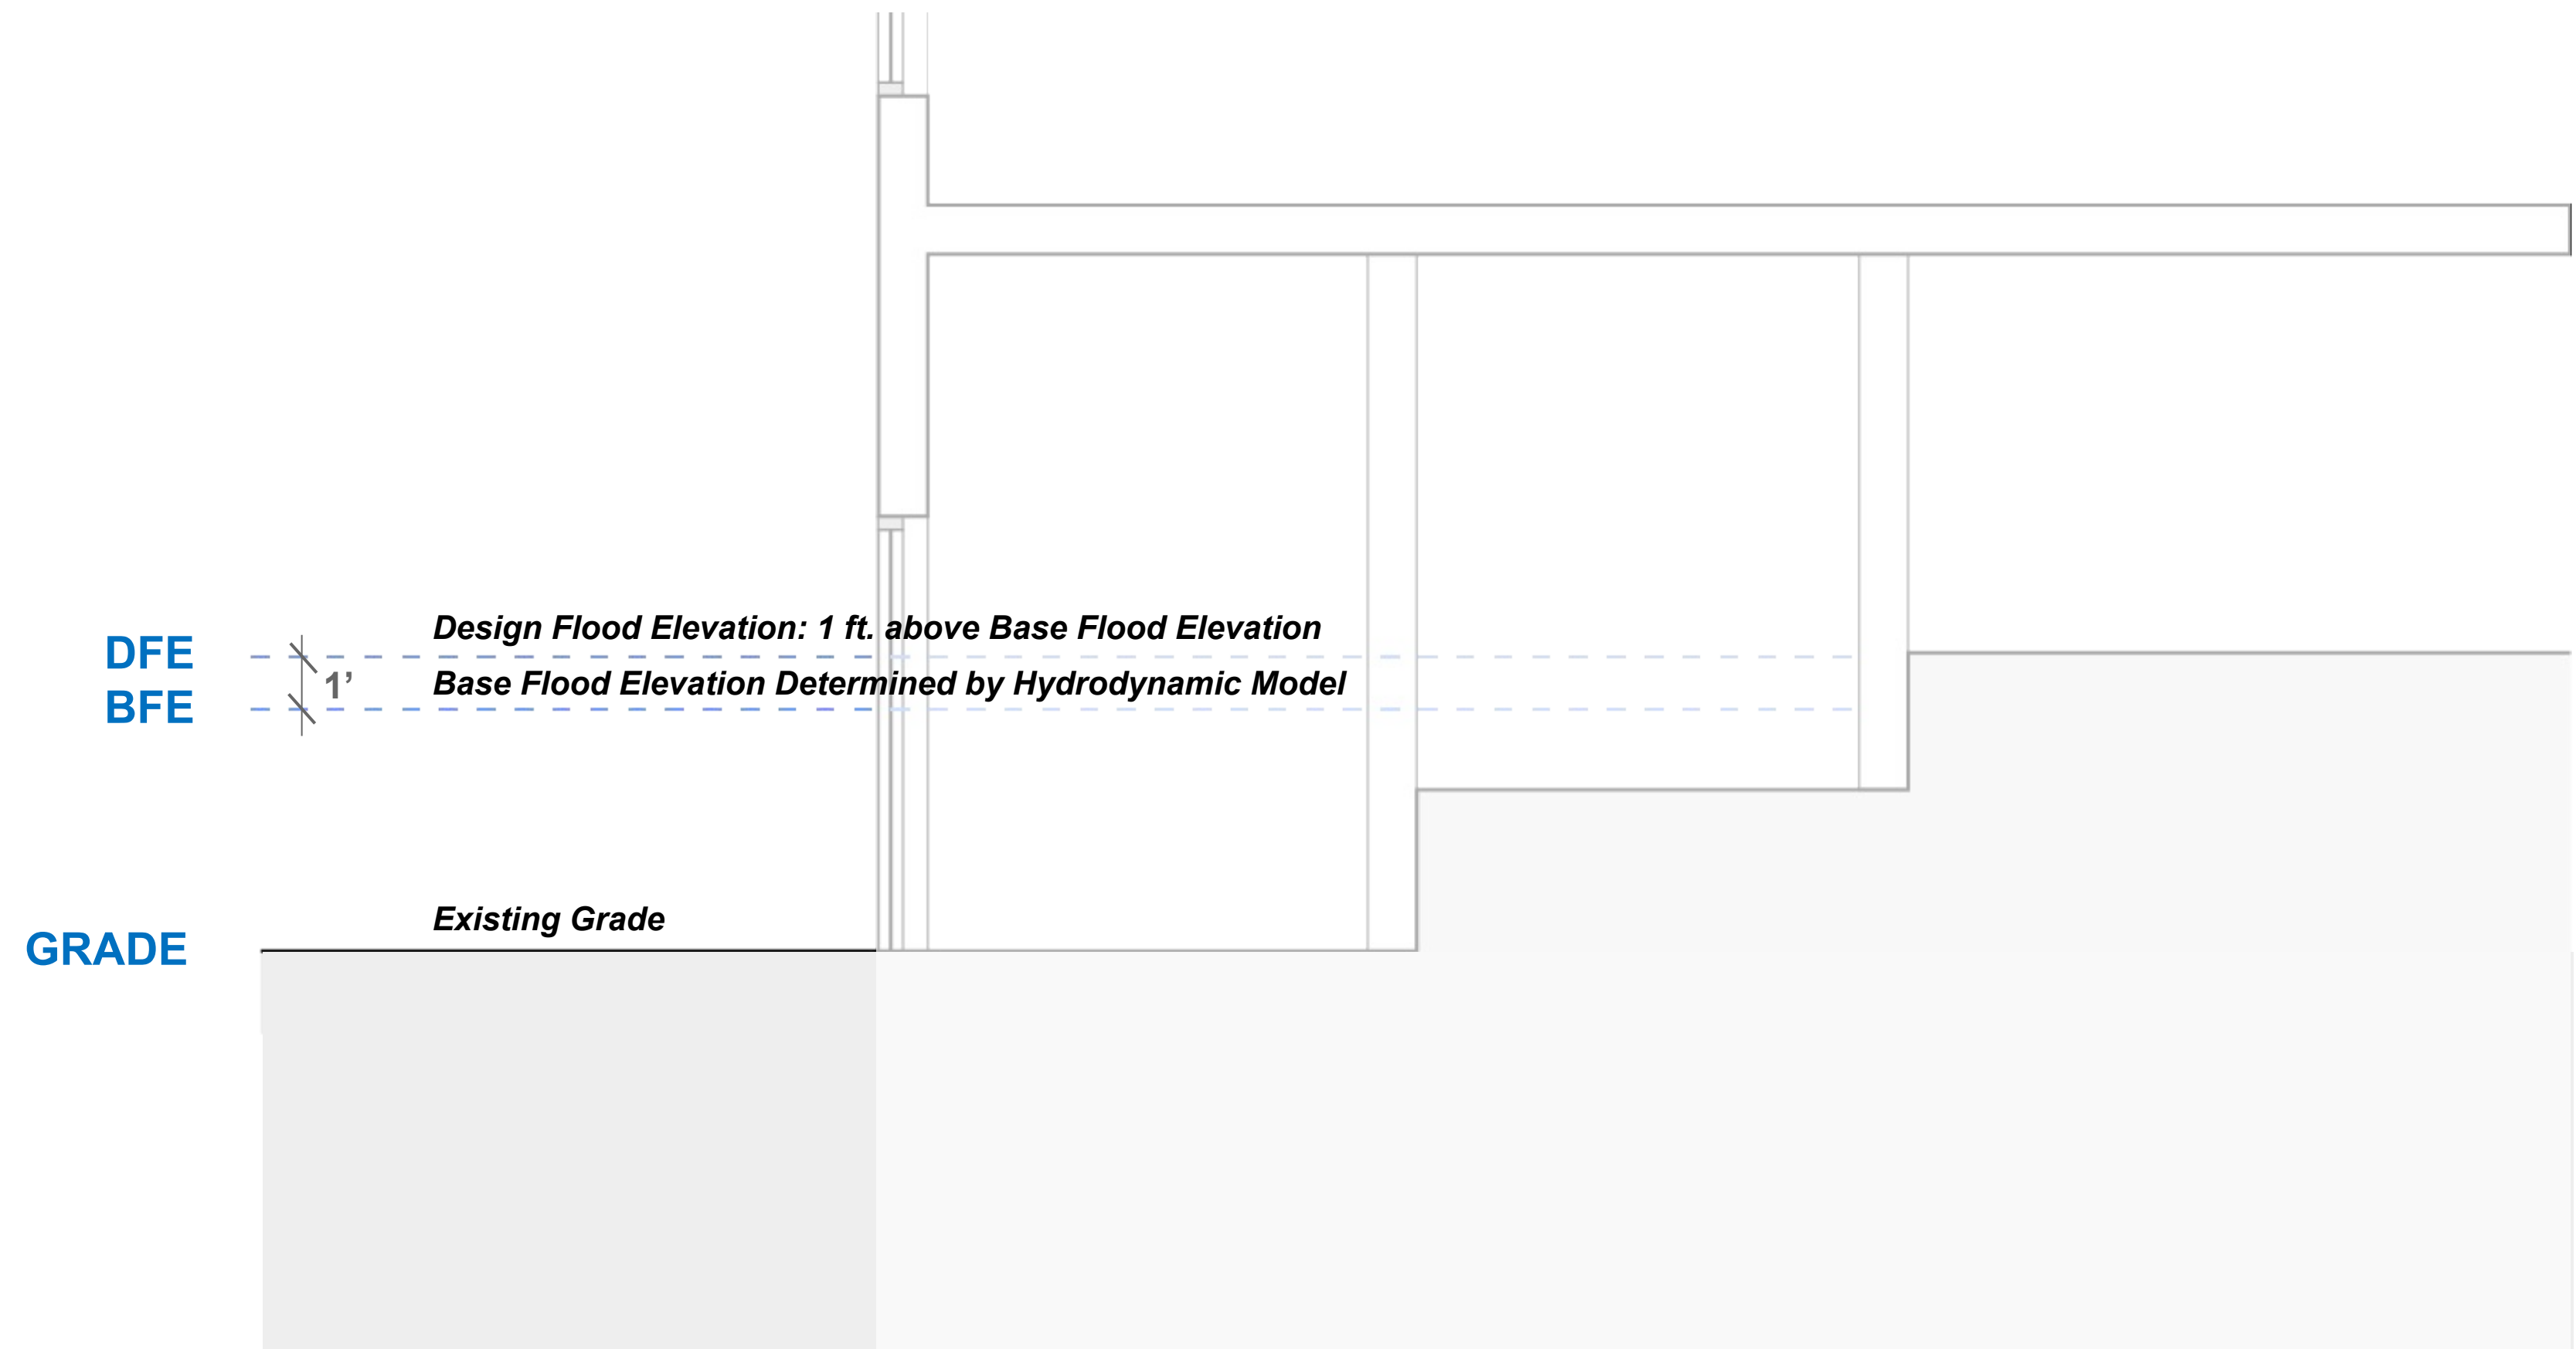 Design Flood Elevation: 1 ft. above Base Flood Elevation
DFE
1’
Base Flood Elevation Determined by Hydrodynamic Model
BFE
Existing Grade
GRADE